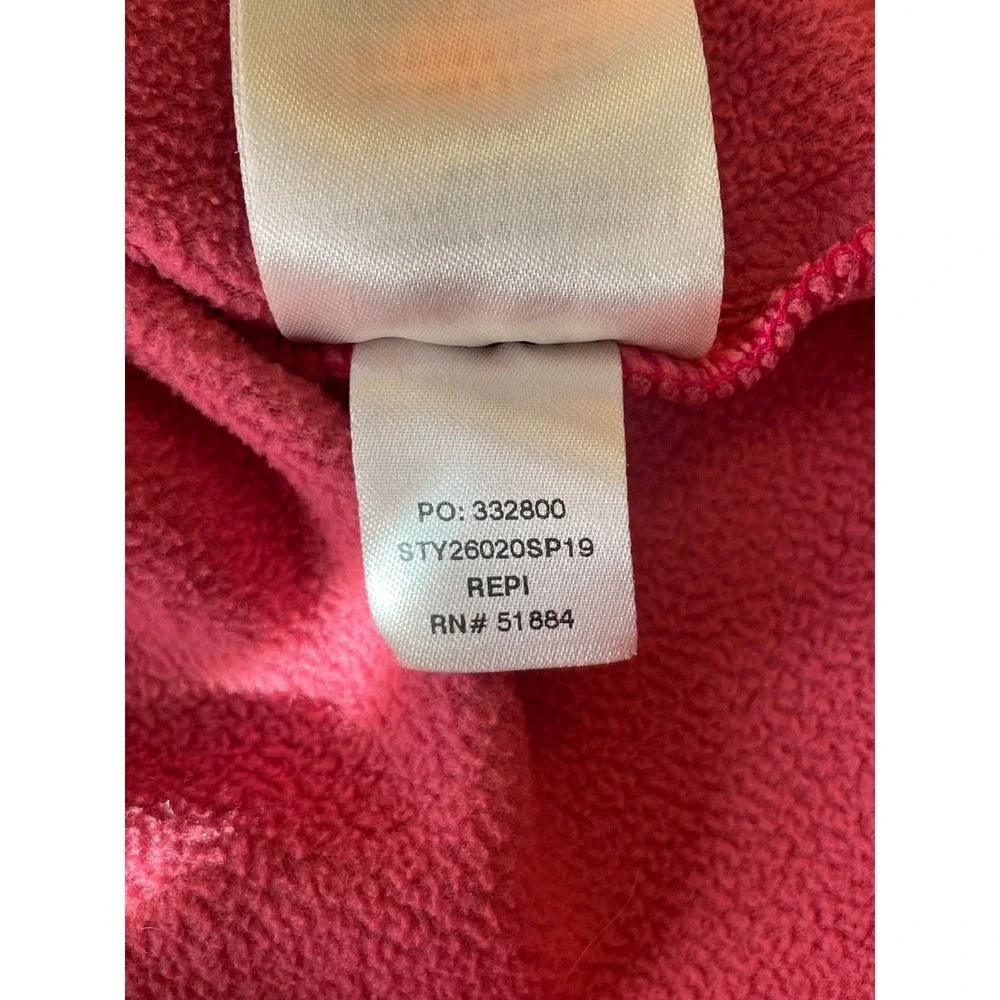 PO: 332800
STY26020SP19
REPI
RN# 51884